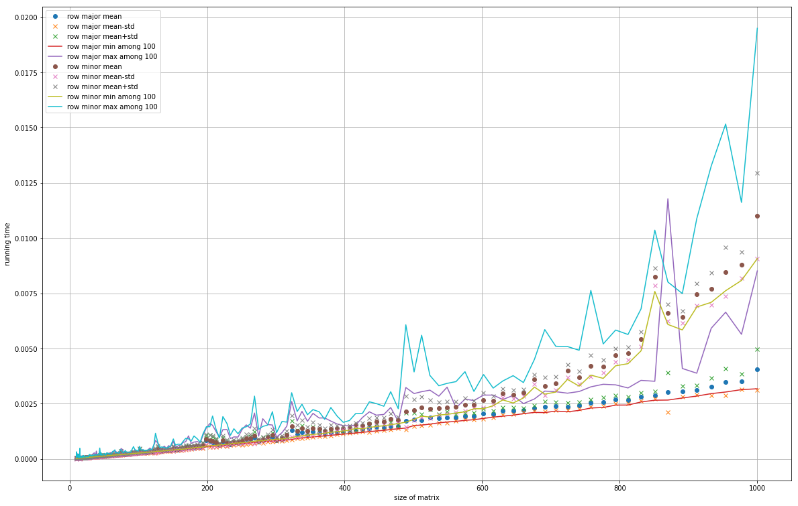 0.0200
0.0175
0.0150
0.0125
0.0100
0.0075
0.0050
0.0025
0.0000
running time
row major mean
row major mean-std
row major mean+std
row major min among 100
row major max among 100
row minor mean
row minor mean-std
row minor mean+std
row minor min among 100
row minor max among 100
0 200 400 600 800 1000
size of matrix